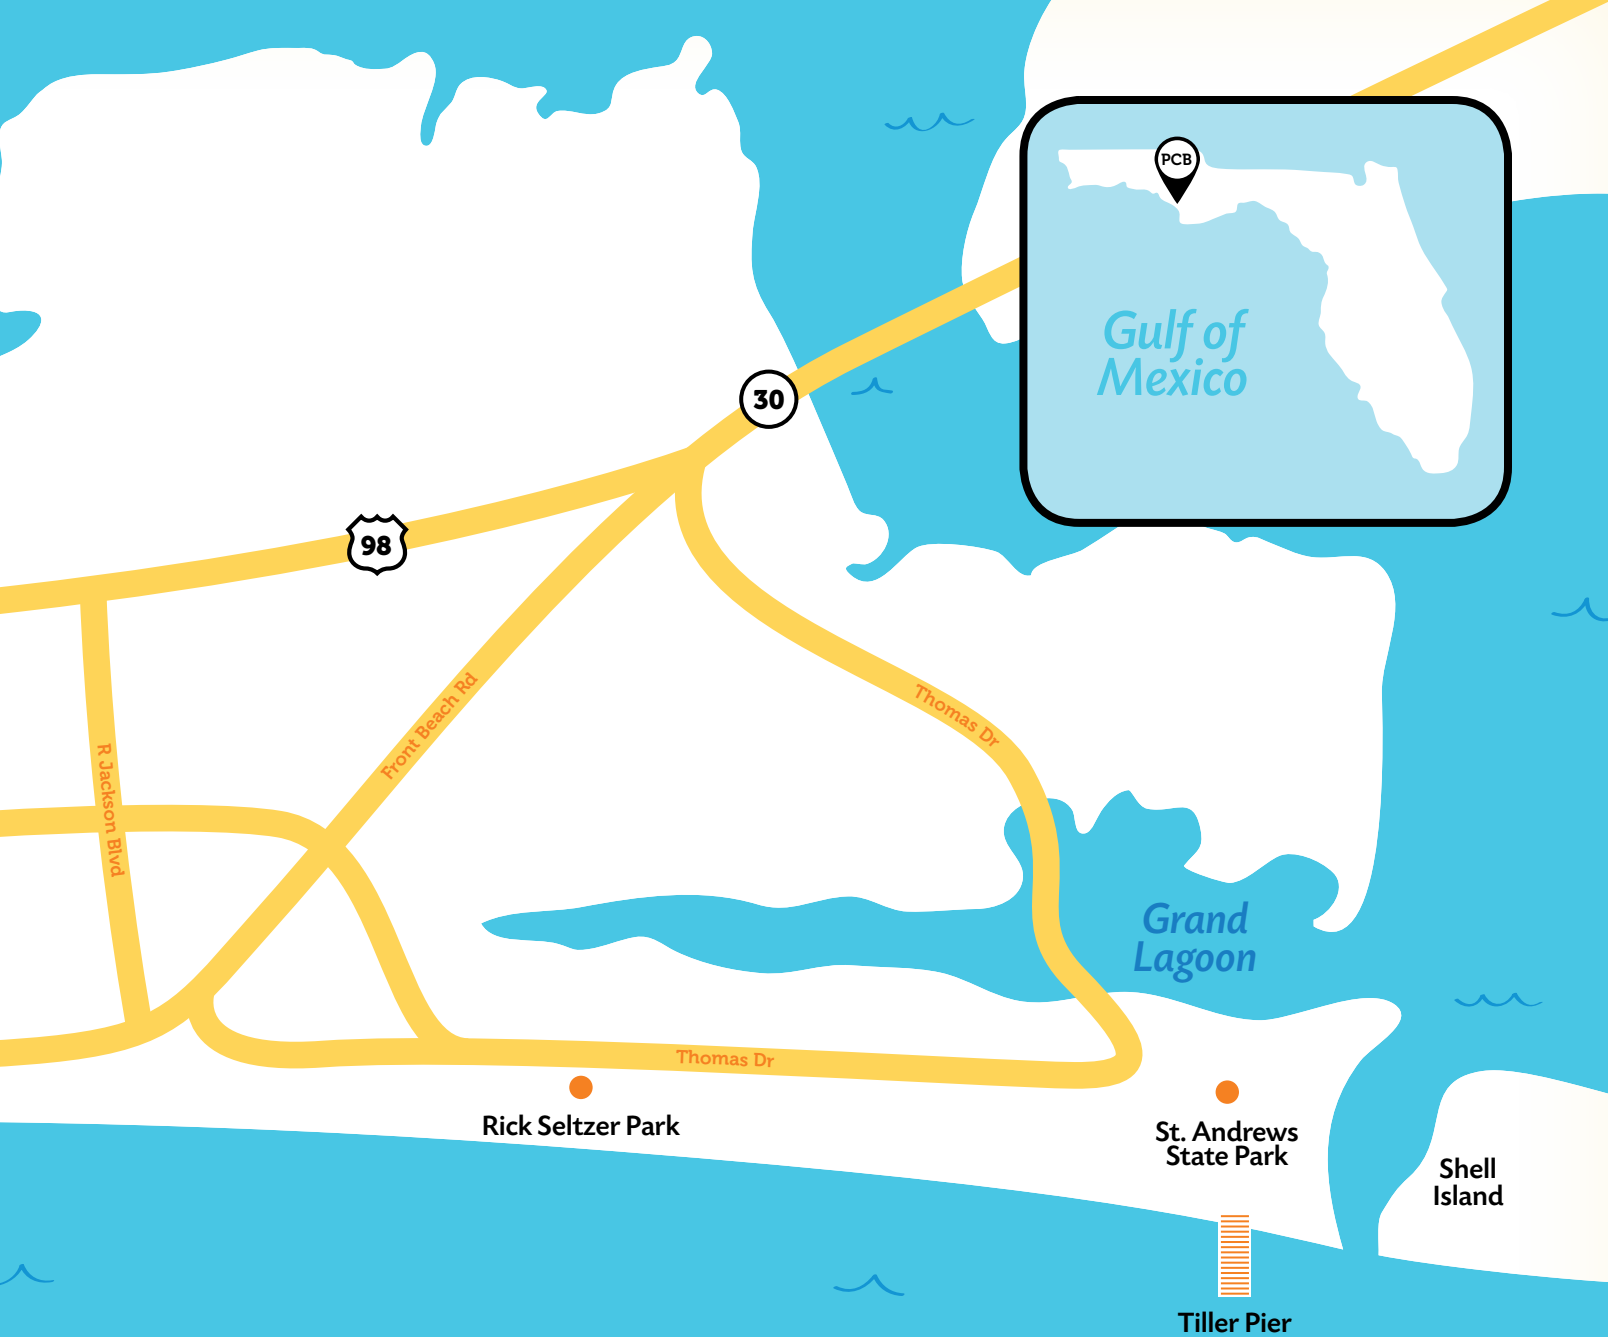 PCB
Gulf of
Mexico
30
98
Front Beach Rd
Thomas Dr
R Jackson Blvd
Grand
Lagoon
Thomas Dr
Rick Seltzer Park
St. Andrews
State Park
Shell
Island
Tiller Pier